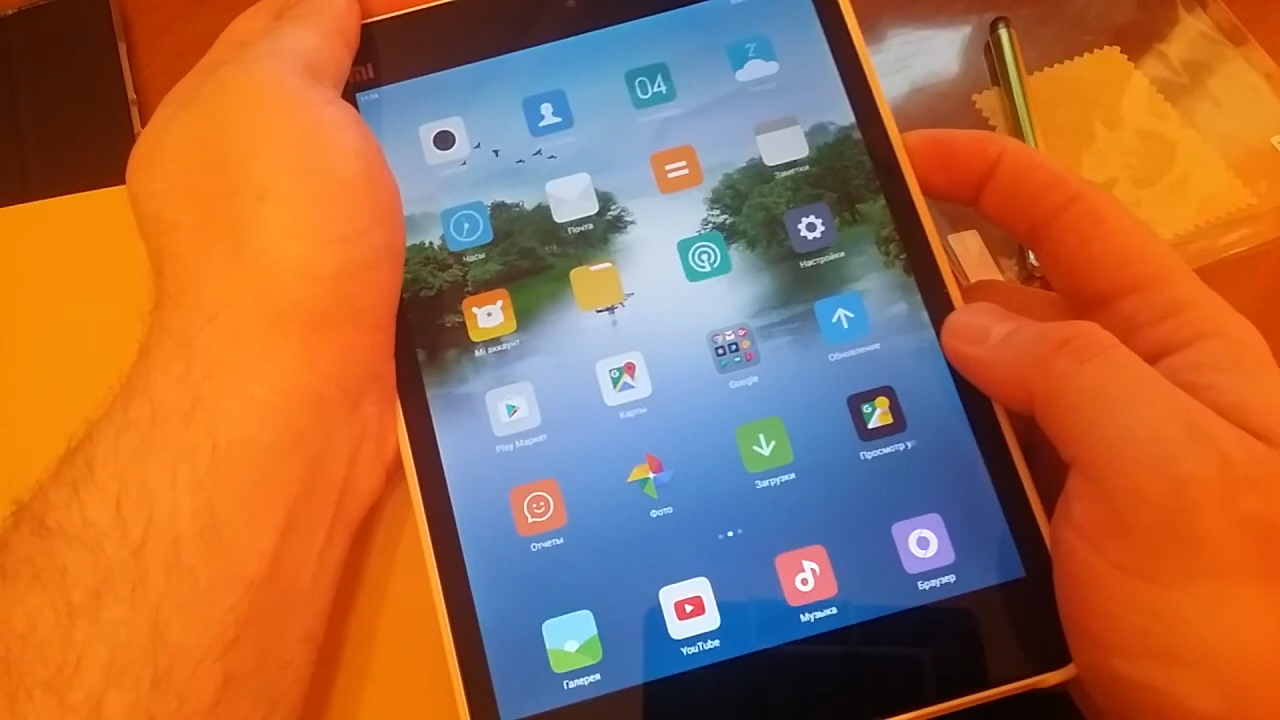 MI
04
Заметки
Почта
Часы
Настройки
Mi аккаунт
Обновление
Google
Карты
Play Маркет
Просмотр у
Загрузки
Фото
Отчеты
Браузер
Музыка
YouTube
Галерея